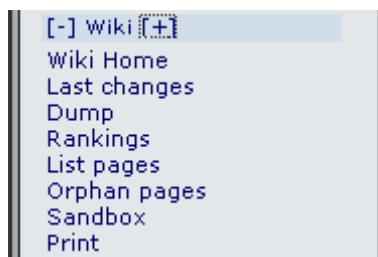 [-] Wiki [+]
Wiki Home
Last changes
Dump
Rankings
List pages
Orphan pages
Sandbox
Print